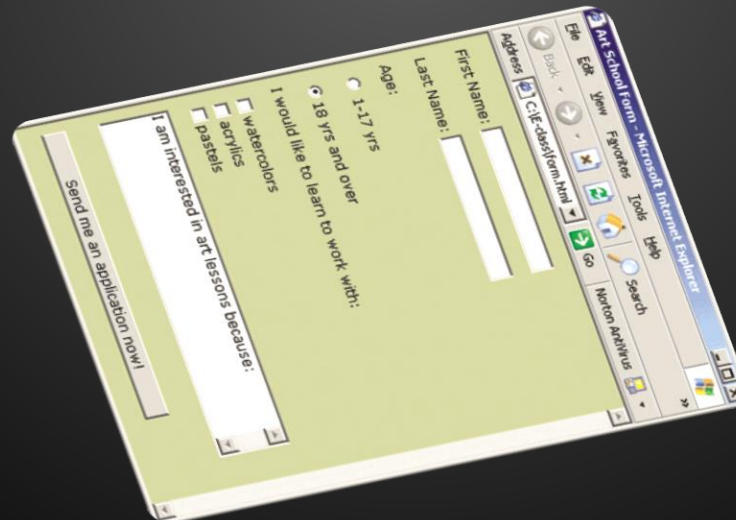 Art School Form - Microsoft Internet Explorer
File Edit View Favorites Tools Help
Back Search
Address C:\E-class\form.html Go Norton AntiVirus
First Name:
Last Name:
Age:
1-17 yrs
18 yrs and over
I would like to learn to work with:
watercolors
acrylics
pastels
I am interested in art lessons because:
Send me an application now!